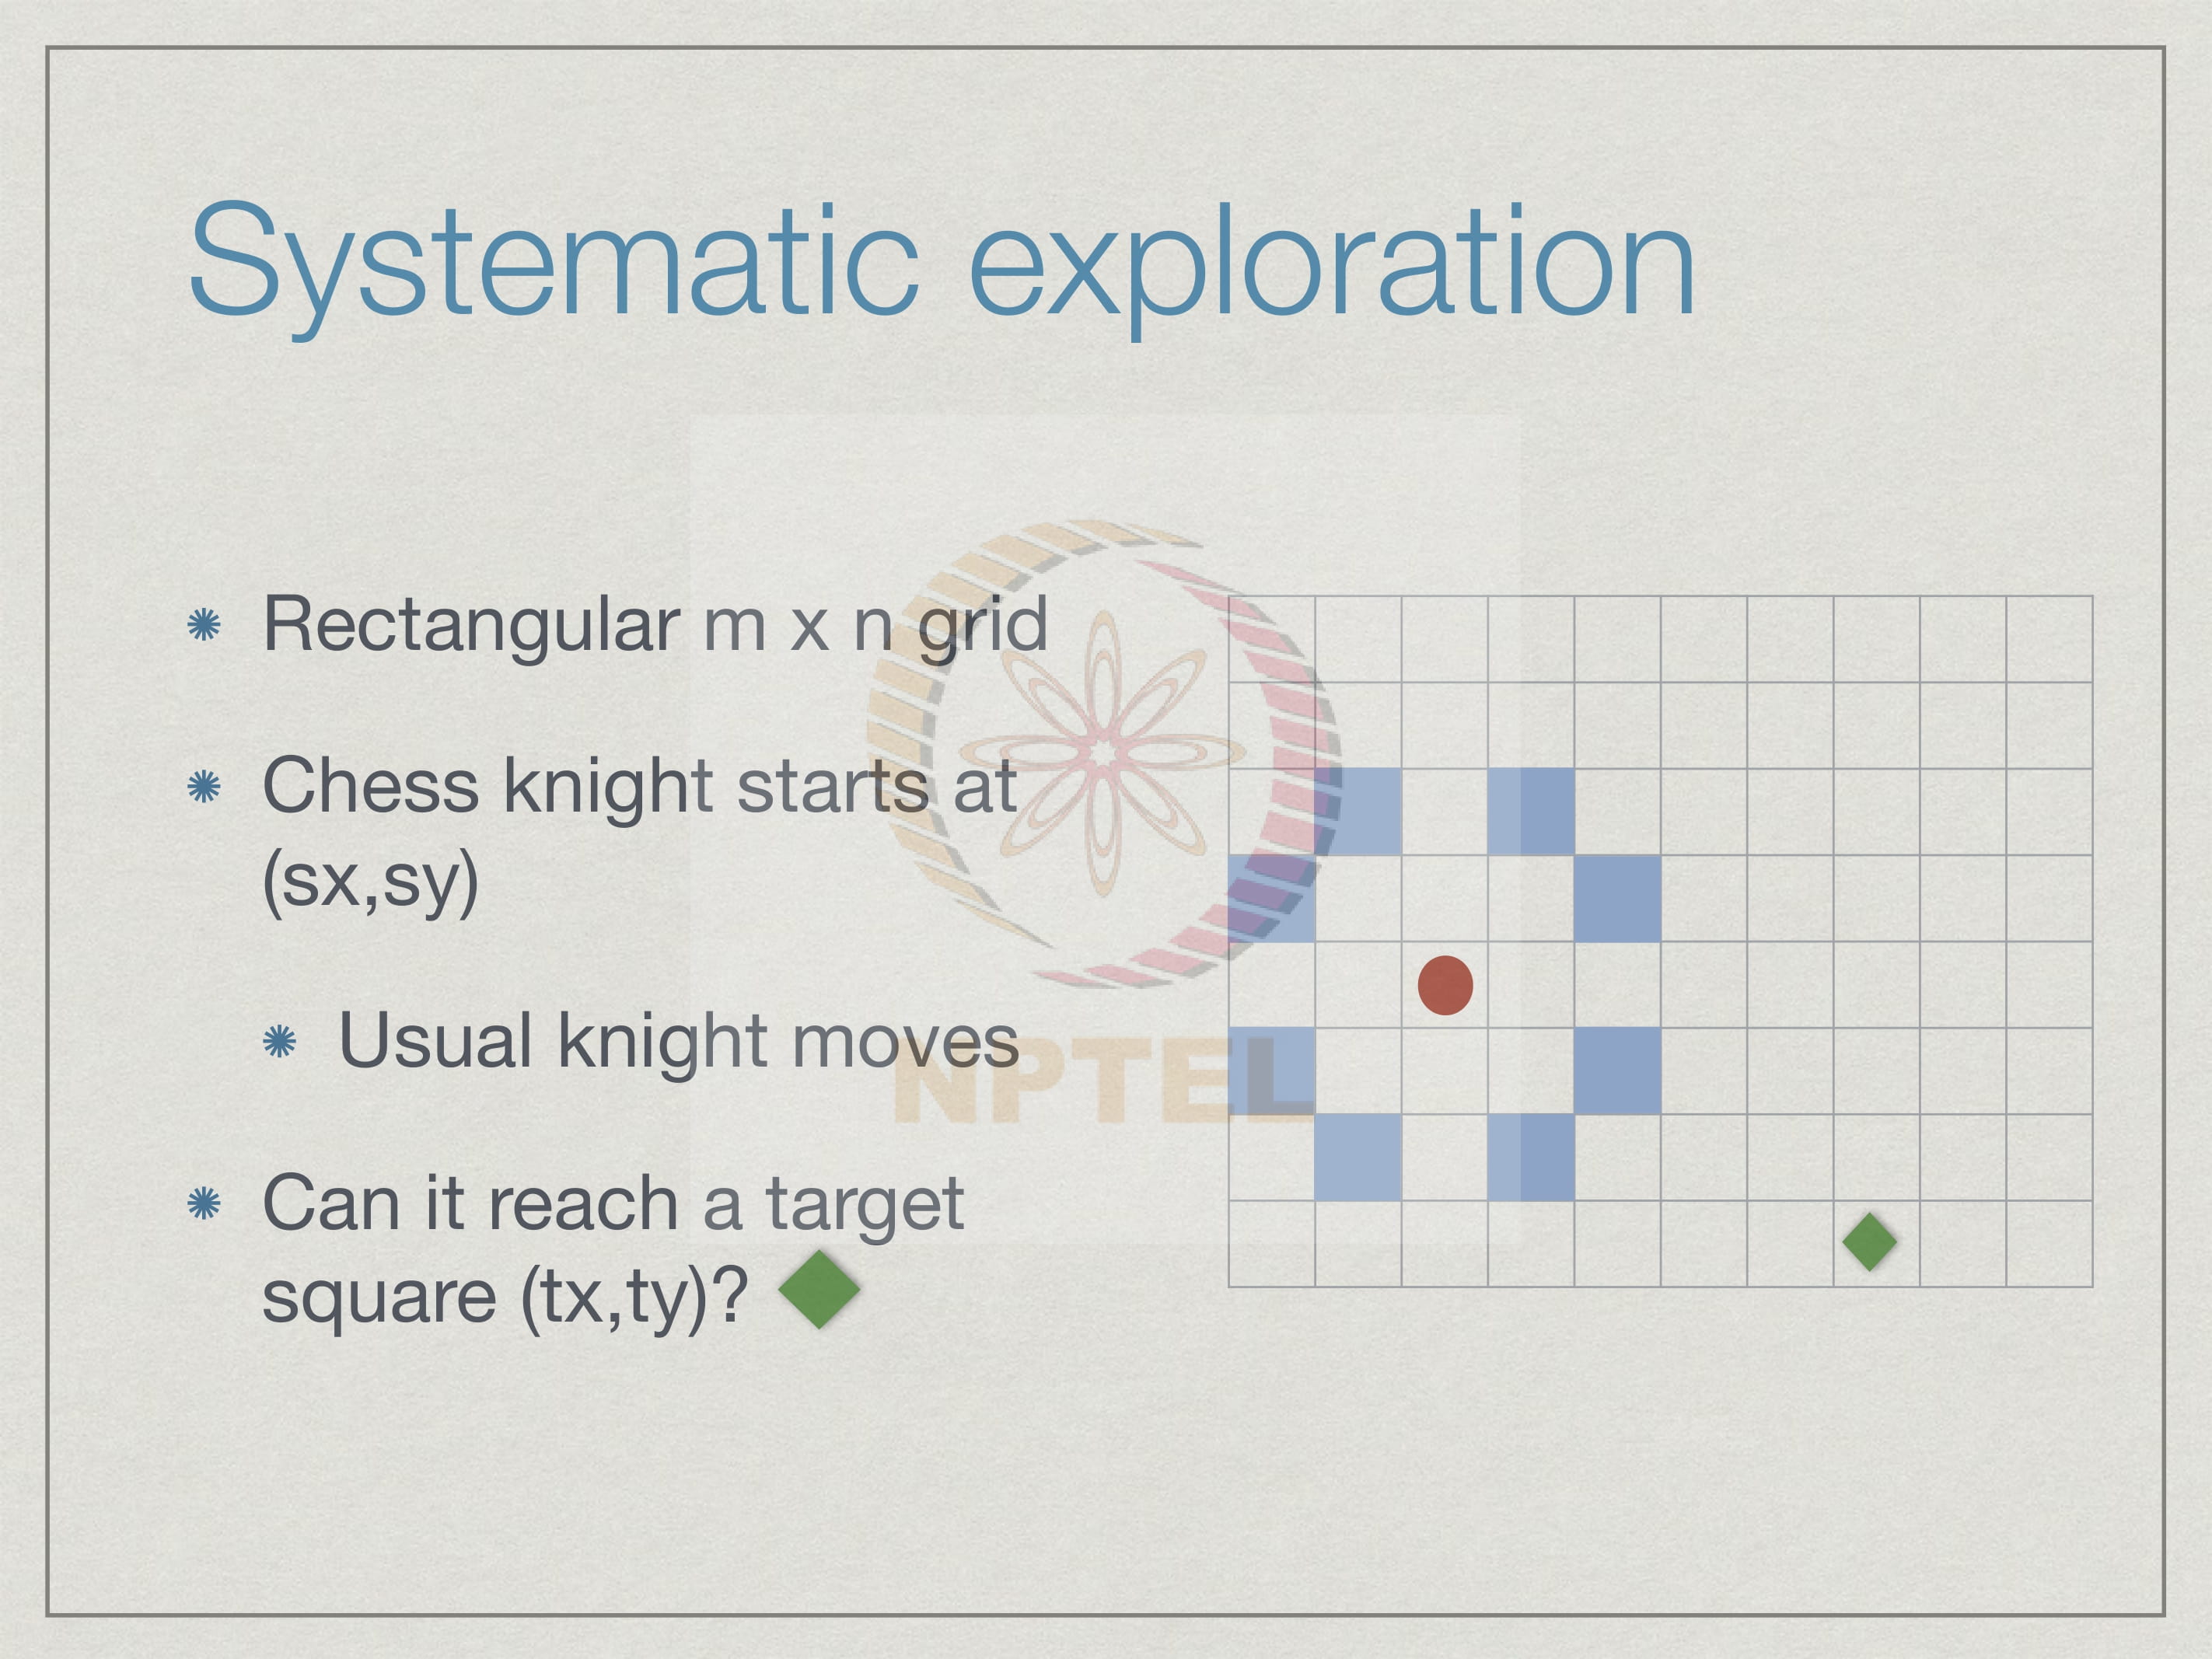 Systematic exploration
Rectangular m x n grid
Chess knight starts at
(sx,sy)
Usual knight moves
Can it reach a target
square (tx,ty)?
NPTEL